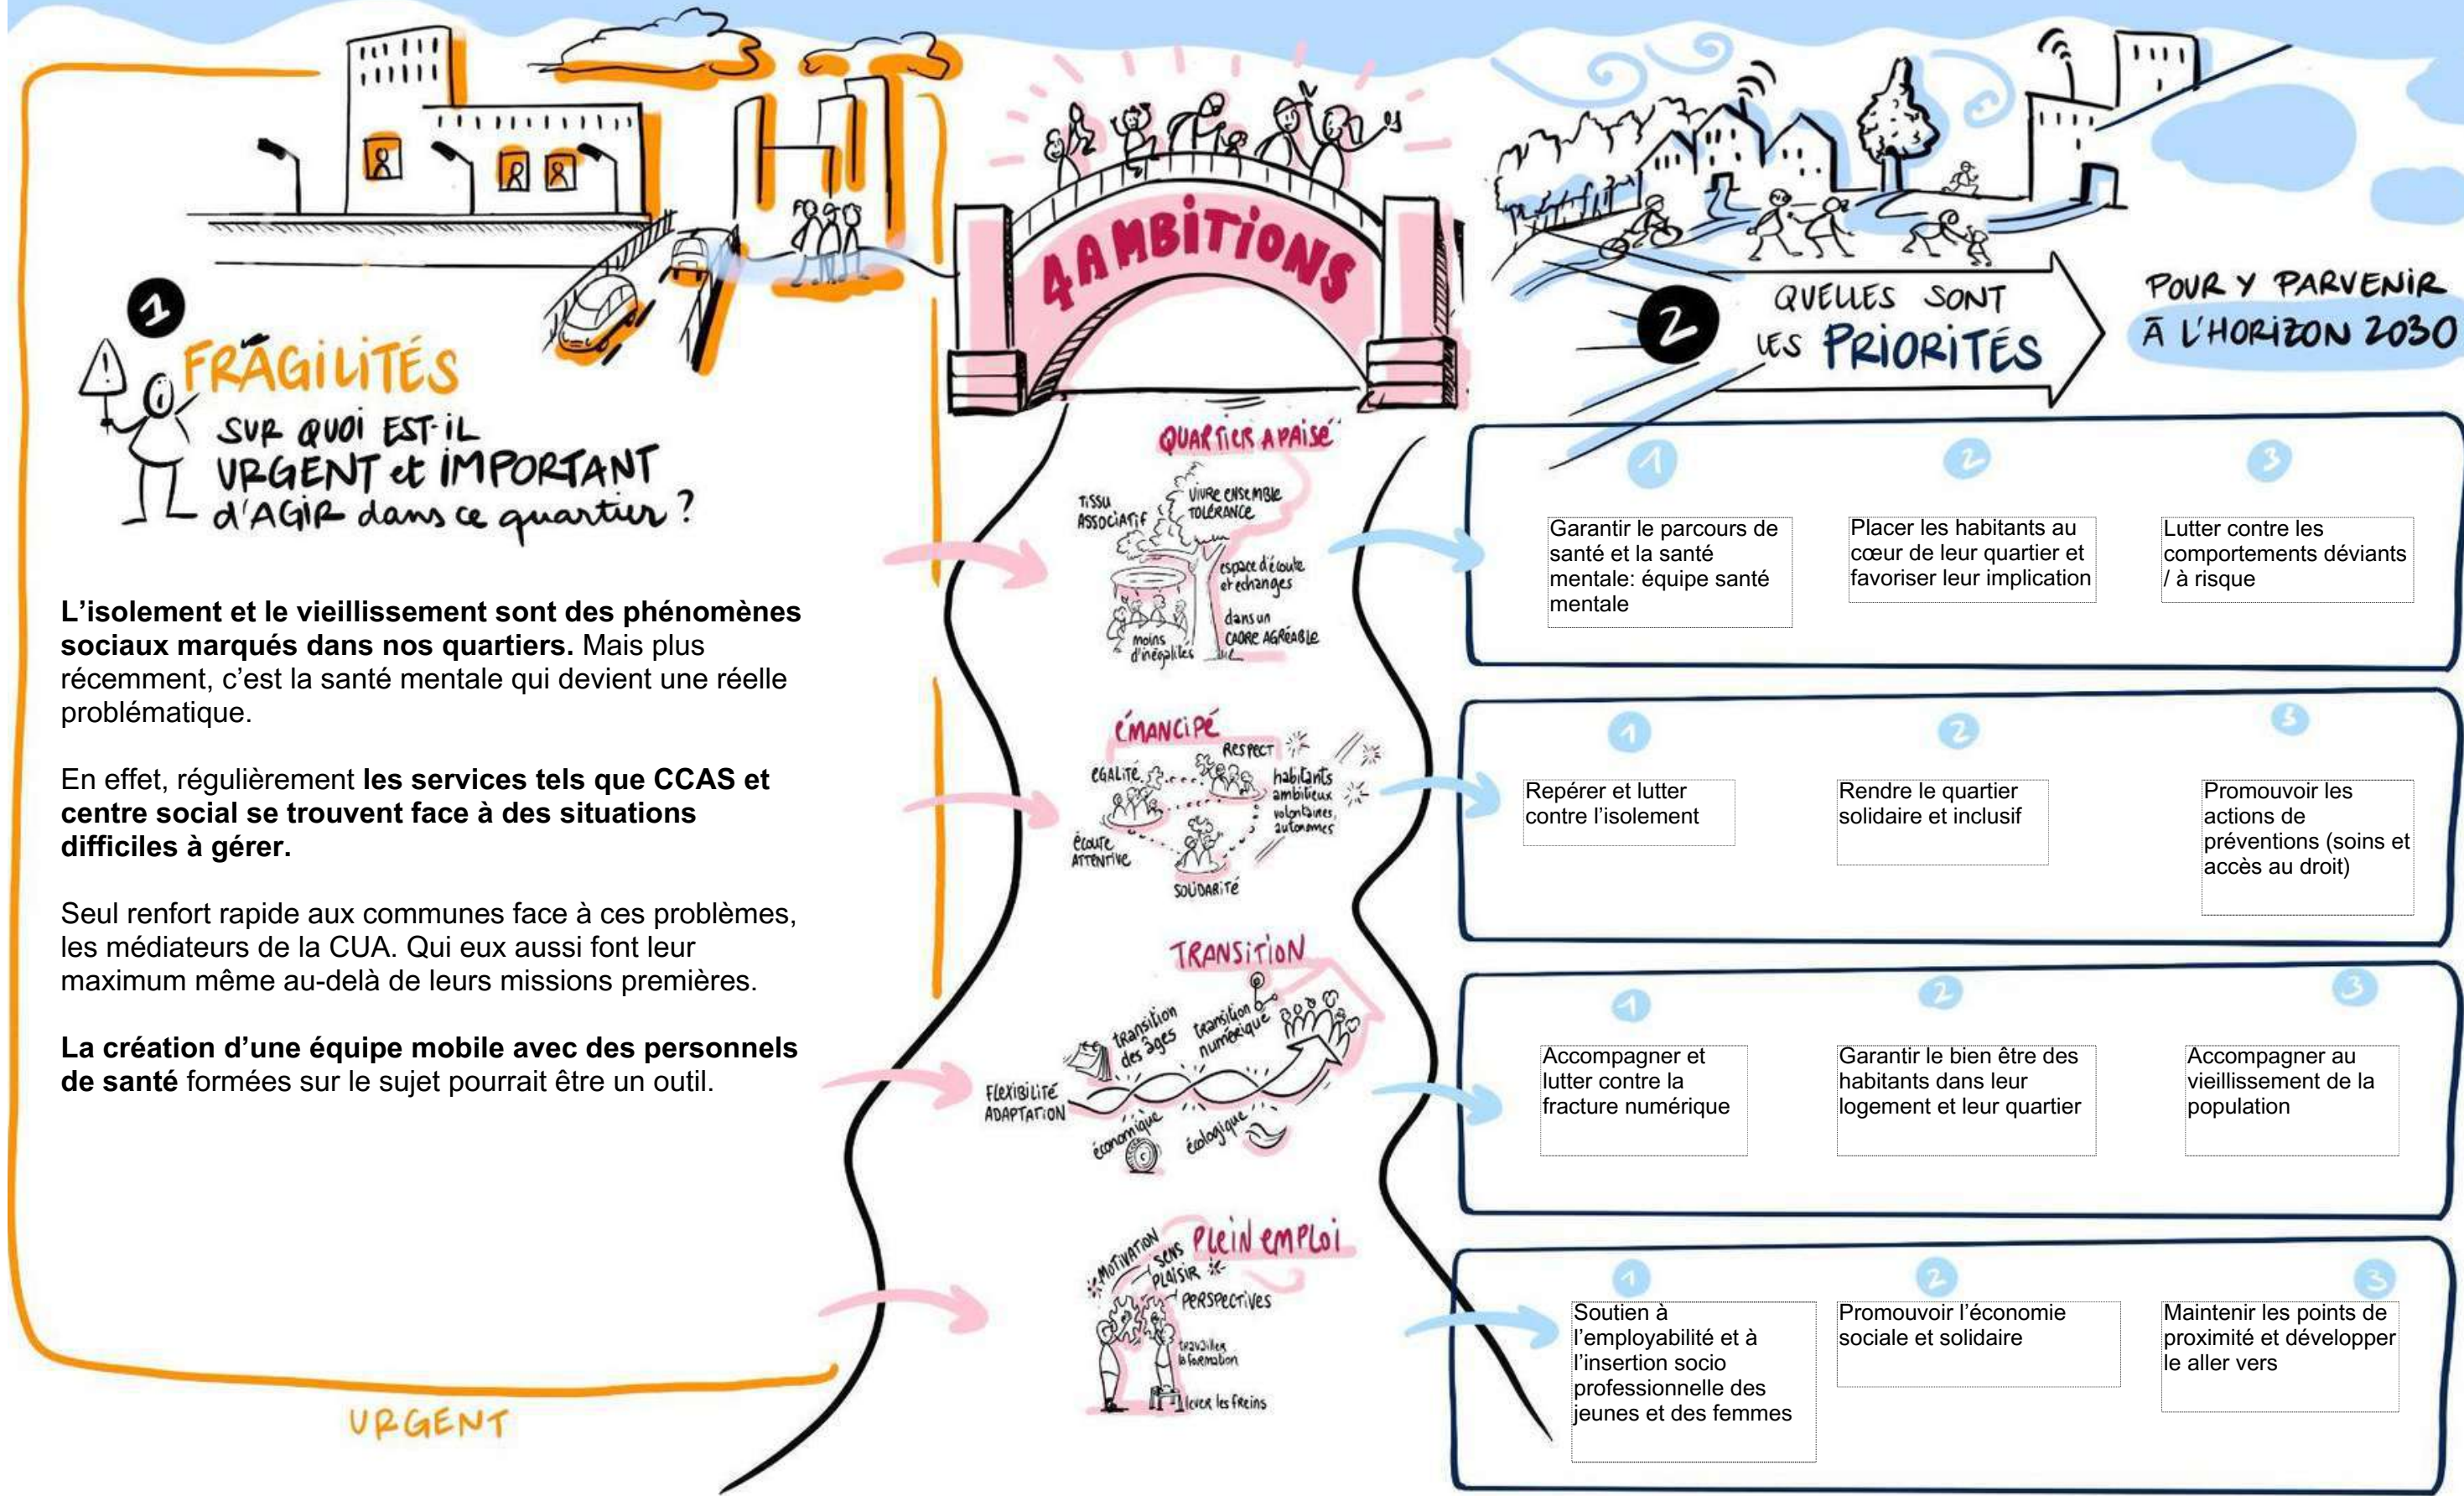 1
FRAGILITÉS
SUR QUOI EST-IL
URGENT et IMPORTANT
d'AGIR dans ce quartier ?
L'isolement et le vieillissement sont des phénomènes
sociaux marqués dans nos quartiers. Mais plus
récemment, c'est la santé mentale qui devient une réelle
problématique.
En effet, régulièrement les services tels que CCAS et
centre social se trouvent face à des situations
difficiles à gérer.
Seul renfort rapide aux communes face à ces problèmes,
les médiateurs de la CUA. Qui eux aussi font leur
maximum même au-delà de leurs missions premières.
La création d'une équipe mobile avec des personnels
de santé formées sur le sujet pourrait être un outil.
URGENT
4 AMBITIONS
QUARTIER APAISÉ
TISSU
ASSOCIATIF
VIVRE ENSEMBLE
TOLÉRANCE
espace d'écoute
et echanges
dans un
CADRE AGRÉABLE
moins
d'inégalités
ÉMANCIPÉ
RESPECT
EGALITÉ
habitants
ambitieux
volontaires,
autonomes
écoute
ATTENTIVE
SOLIDARITÉ
TRANSITION
transition
des âges
transition
numérique
FLEXIBILITÉ
ADAPTATION
économique
écologique
PLEIN EMPLOI
MOTIVATION
SENS
PLAISIR
PERSPECTIVES
travailler
la formation
lever les freins
2
QUELLES SONT
LES PRIORITÉS
POUR Y PARVENIR
À L'HORIZON 2030
1
Garantir le parcours de
santé et la santé
mentale: équipe santé
mentale
2
Placer les habitants au
cœur de leur quartier et
favoriser leur implication
3
Lutter contre les
comportements déviants
/ à risque
1
Repérer et lutter
contre l'isolement
2
Rendre le quartier
solidaire et inclusif
3
Promouvoir les
actions de
préventions (soins et
accès au droit)
1
Accompagner et
lutter contre la
fracture numérique
2
Garantir le bien être des
habitants dans leur
logement et leur quartier
3
Accompagner au
vieillissement de la
population
1
Soutien à
l'employabilité et à
l'insertion socio
professionnelle des
jeunes et des femmes
2
Promouvoir l'économie
sociale et solidaire
3
Maintenir les points de
proximité et développer
le aller vers